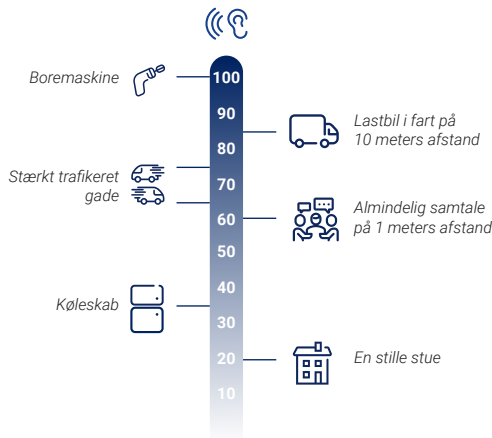 Boremaskine
100
90
Lastbil i fart på
10 meters afstand
80
Stærkt trafikeret
gade
70
60
Almindelig samtale
på 1 meters afstand
50
40
Køleskab
30
20
En stille stue
10